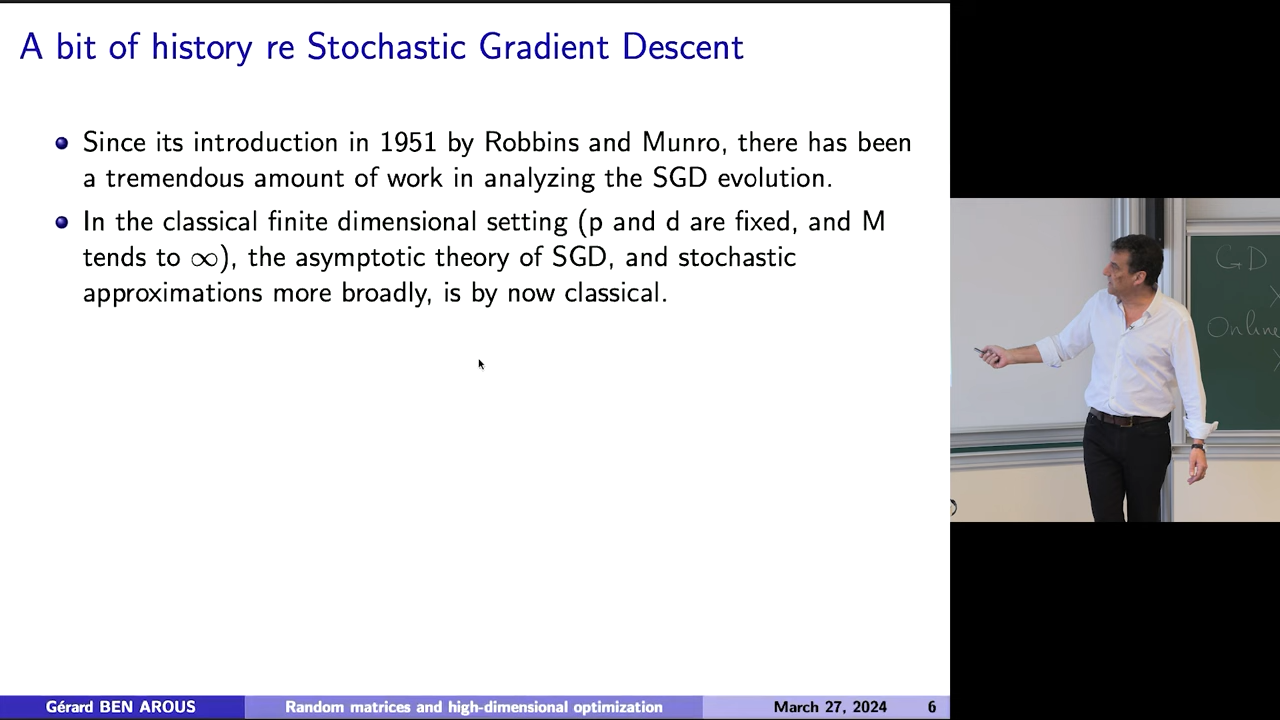 A bit of history re Stochastic Gradient Descent
Since its introduction in 1951 by Robbins and Munro, there has been
a tremendous amount of work in analyzing the SGD evolution.
In the classical finite dimensional setting (p and d are fixed, and M
tends to ∞), the asymptotic theory of SGD, and stochastic
approximations more broadly, is by now classical.
GD
Online
Gérard BEN AROUS Random matrices and high-dimensional optimization March 27, 2024 6